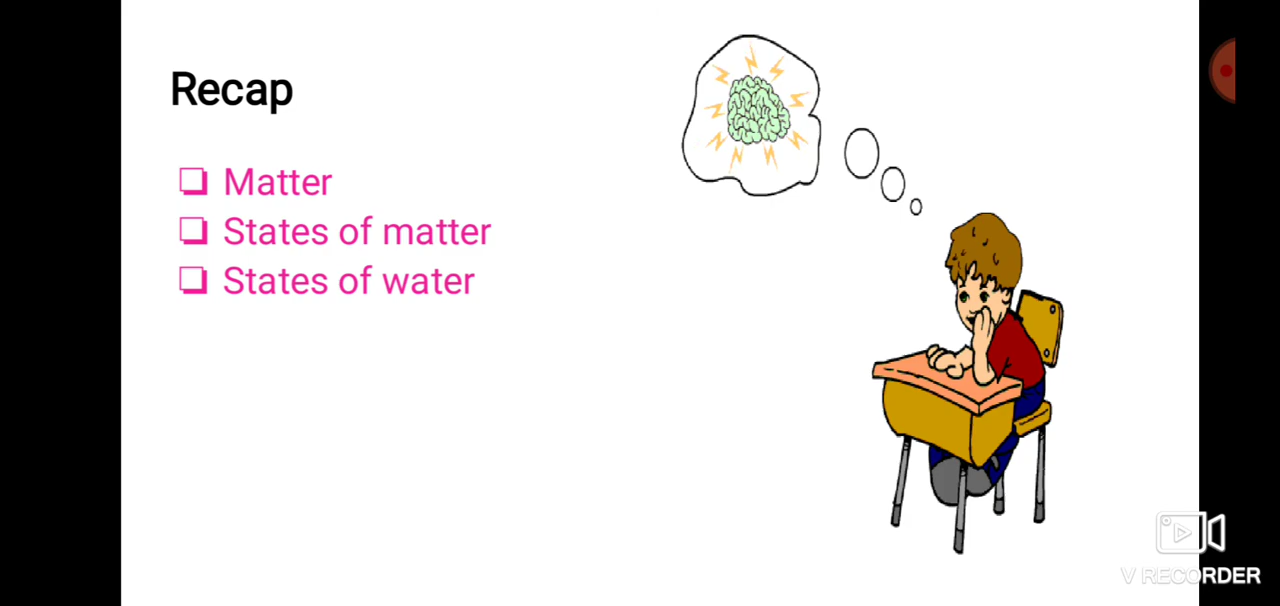 Recap
❏ Matter
❏ States of matter
❏ States of water
V RECORDER